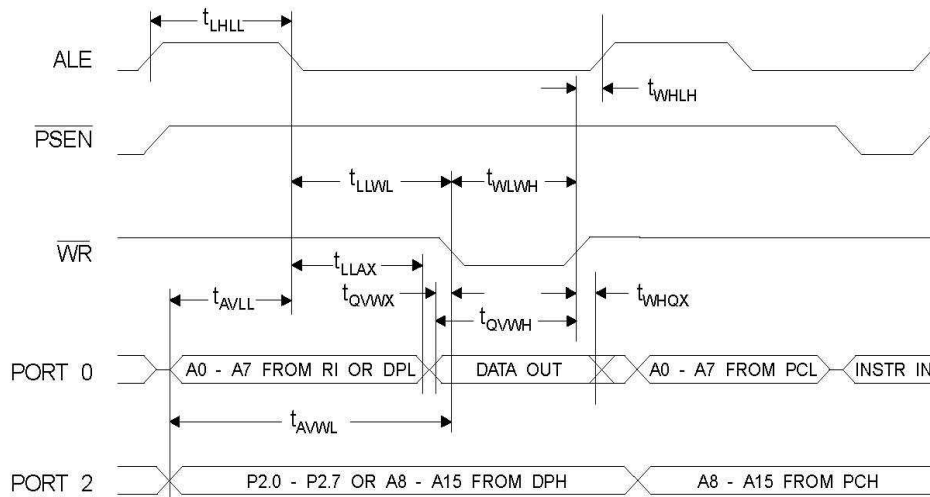 tLHLL
ALE
tWHLH
PSEN
tLLWL
tWLWH
WR
tLLAX
tAVLL
tQVWX
tWHQX
tQVWH
PORT 0
A0 - A7 FROM RI OR DPL
DATA OUT
A0 - A7 FROM PCL
INSTR IN
tAVWL
PORT 2
P2.0 - P2.7 OR A8 - A15 FROM DPH
A8 - A15 FROM PCH